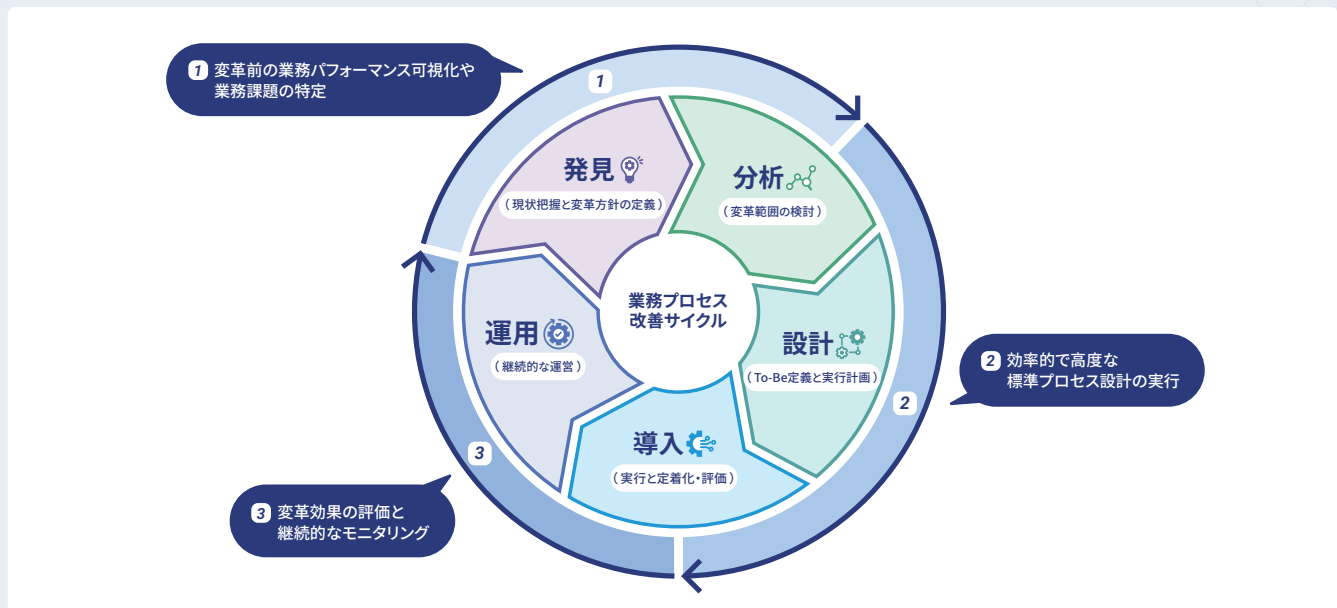 1 変革前の業務パフォーマンス可視化や
業務課題の特定
1
発見
(現状把握と変革方針の定義)
分析
(変革範囲の検討)
業務プロセス
改善サイクル
設計
(To-Be定義と実行計画)
2
2 効率的で高度な
標準プロセス設計の実行
運用
(継続的な運営)
導入
(実行と定着化・評価)
3
3 変革効果の評価と
継続的なモニタリング